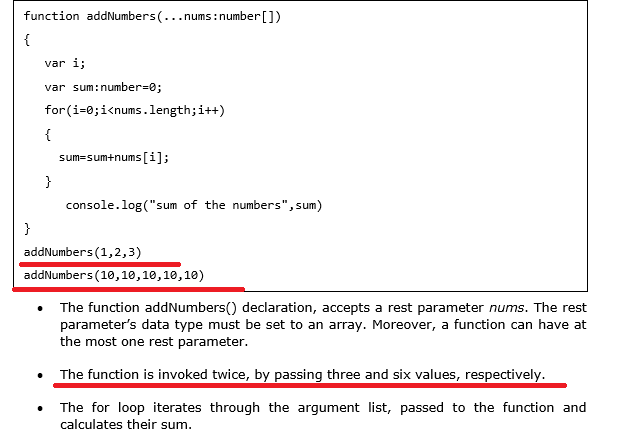 function addNumbers(...nums:number[])
{
var i;
var sum:number=0;
for(i=0;i<nums.length;i++)
{
sum=sum+nums[i];
}
console.log("sum of the numbers",sum)
}
addNumbers(1,2,3)
addNumbers(10,10,10,10,10)
• The function addNumbers() declaration, accepts a rest parameter nums. The rest
parameter's data type must be set to an array. Moreover, a function can have at
the most one rest parameter.
• The function is invoked twice, by passing three and six values, respectively.
• The for loop iterates through the argument list, passed to the function and
calculates their sum.